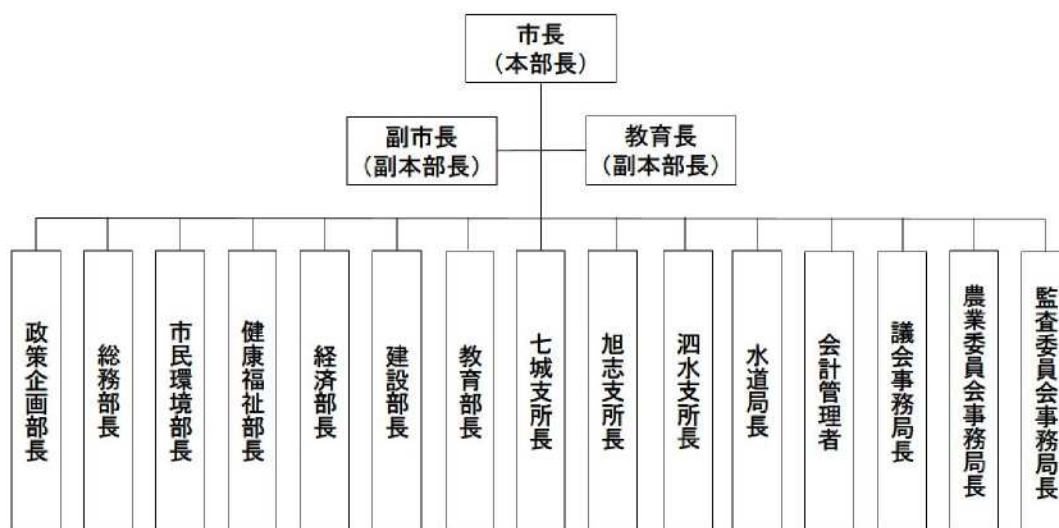 市長
（本部長）
副市長
（副本部長）
教育長
（副本部長）
政策企画部長
総務部長
市民環境部長
健康福祉部長
経済部長
建設部長
教育部長
七城支所長
旭志支所長
泗水支所長
水道局長
会計管理者
議会事務局長
農業委員会事務局長
監査委員会事務局長